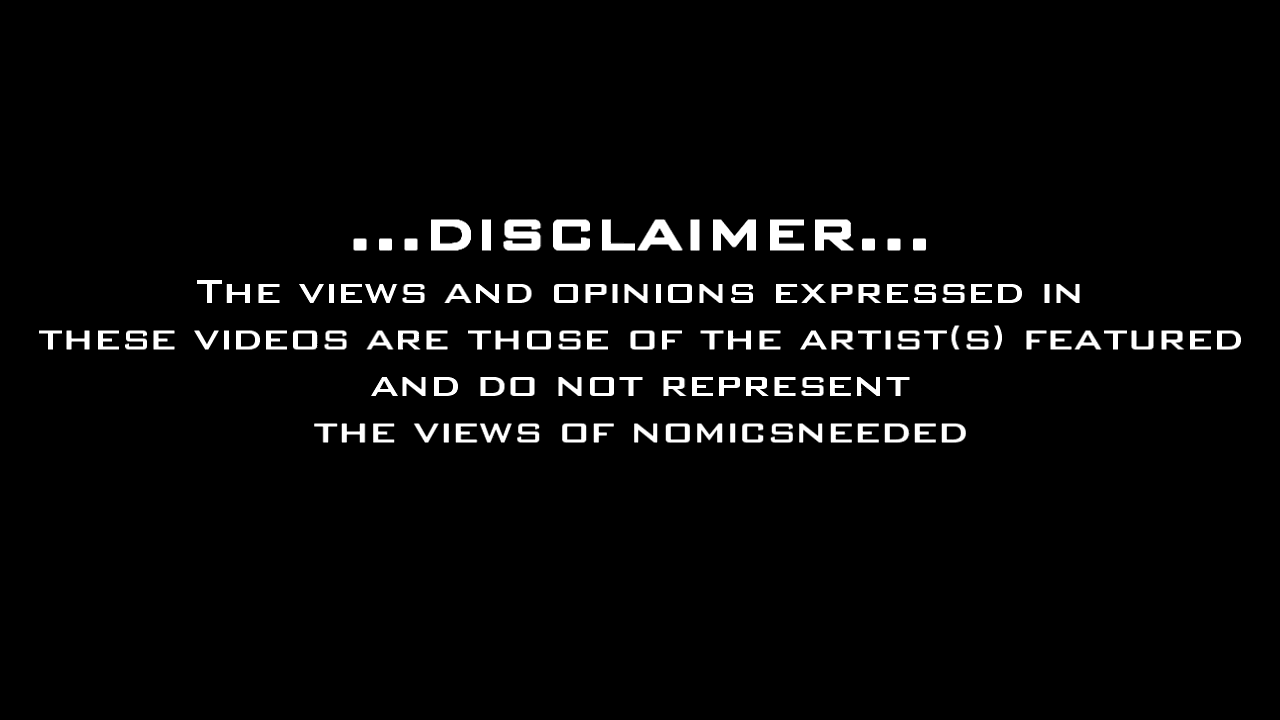 ...DISCLAIMER...
THE VIEWS AND OPINIONS EXPRESSED IN
THESE VIDEOS ARE THOSE OF THE ARTIST(S) FEATURED
AND DO NOT REPRESENT
THE VIEWS OF NOMICSNEEDED